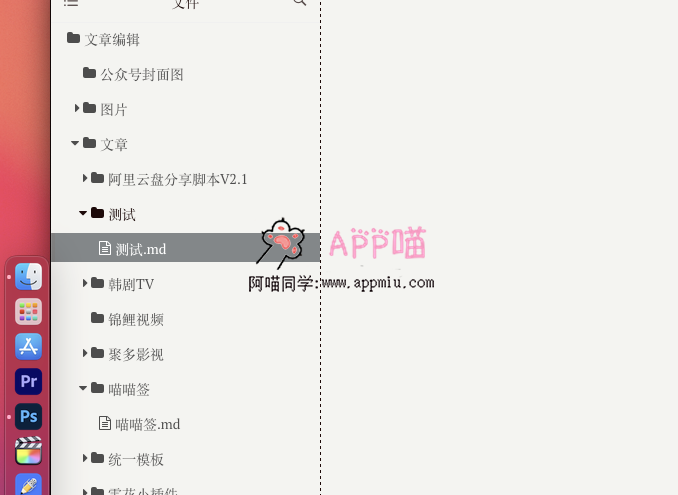 文件
文章编辑
公众号封面图
图片
文章
阿里云盘分享脚本V2.1
测试
测试.md
APP喵
阿喵同学:www.appmiu.com
韩剧TV
锦鲤视频
聚多影视
Pr
喵喵签
Ps
喵喵签.md
统一模板